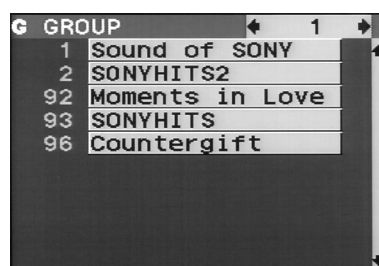 G GROUP 1
1 Sound of SONY
2 SONYHITS2
92 Moments in Love
93 SONYHITS
96 Countergift